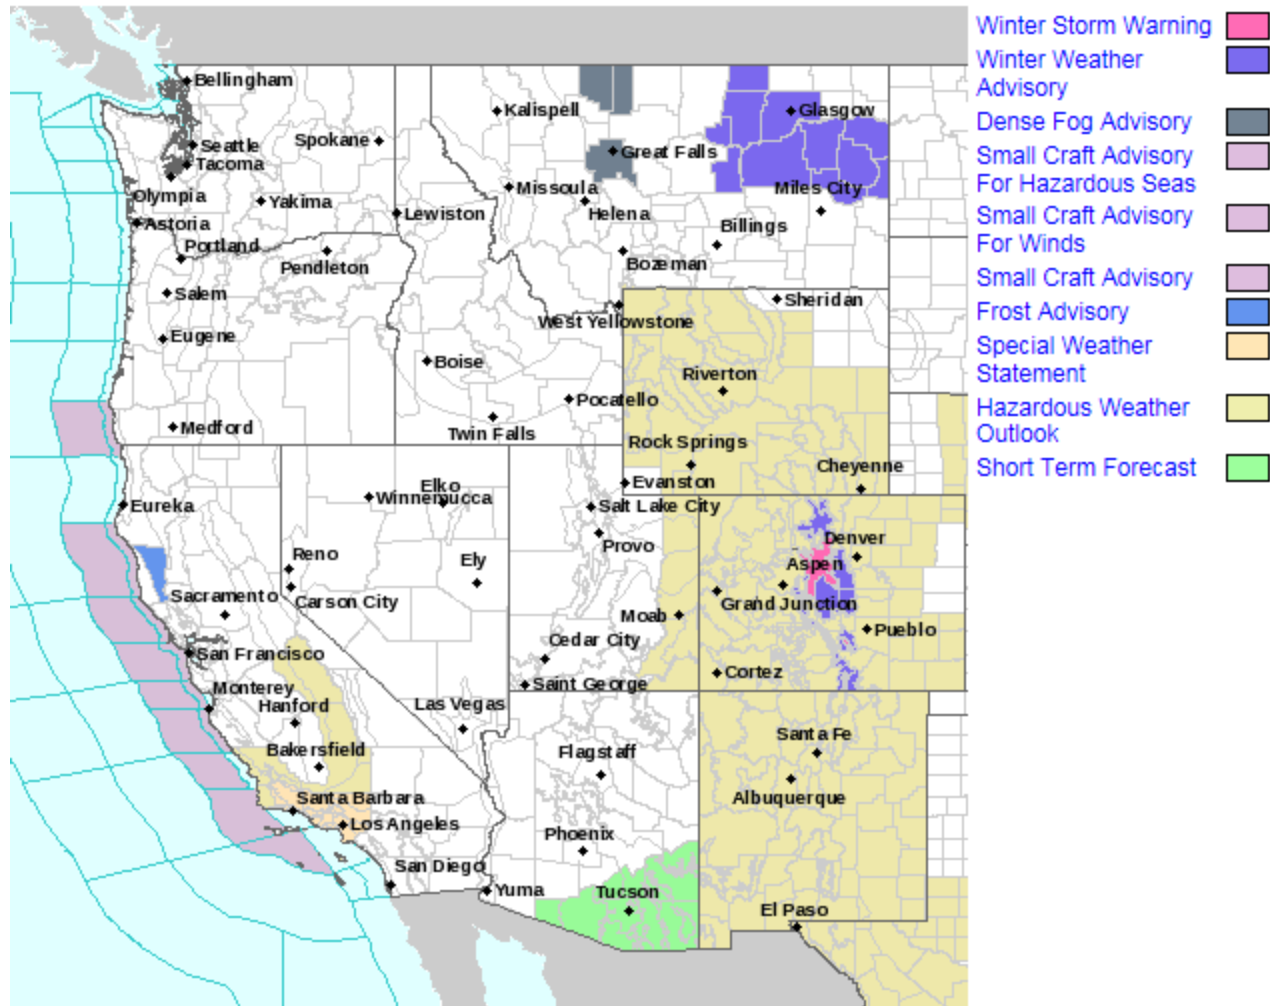 Winter Storm Warning
Winter Weather
Advisory
Dense Fog Advisory
Small Craft Advisory
For Hazardous Seas
Small Craft Advisory
For Winds
Small Craft Advisory
Frost Advisory
Special Weather
Statement
Hazardous Weather
Outlook
Short Term Forecast
Bellingham
Kalispell
Glasgow
Seattle
Spokane
Great Falls
Tacoma
Olympia
Missoula
Miles City
Yakima
Lewiston
Helena
Astoria
Billings
Portland
Pendleton
Bozeman
Salem
Sheridan
West Yellowstone
Eugene
Boise
Riverton
Pocatello
Medford
Twin Falls
Rock Springs
Cheyenne
Elko
Evanston
Winnemucca
Eureka
Salt Lake City
Denver
Provo
Reno
Ely
Aspen
Sacramento
Carson City
Grand Junction
Moab
Pueblo
Cedar City
San Francisco
Cortez
Saint George
Monterey
Hanford
Las Vegas
Santa Fe
Bakersfield
Flagstaff
Santa Barbara
Albuquerque
Los Angeles
Phoenix
San Diego
Yuma
Tucson
El Paso